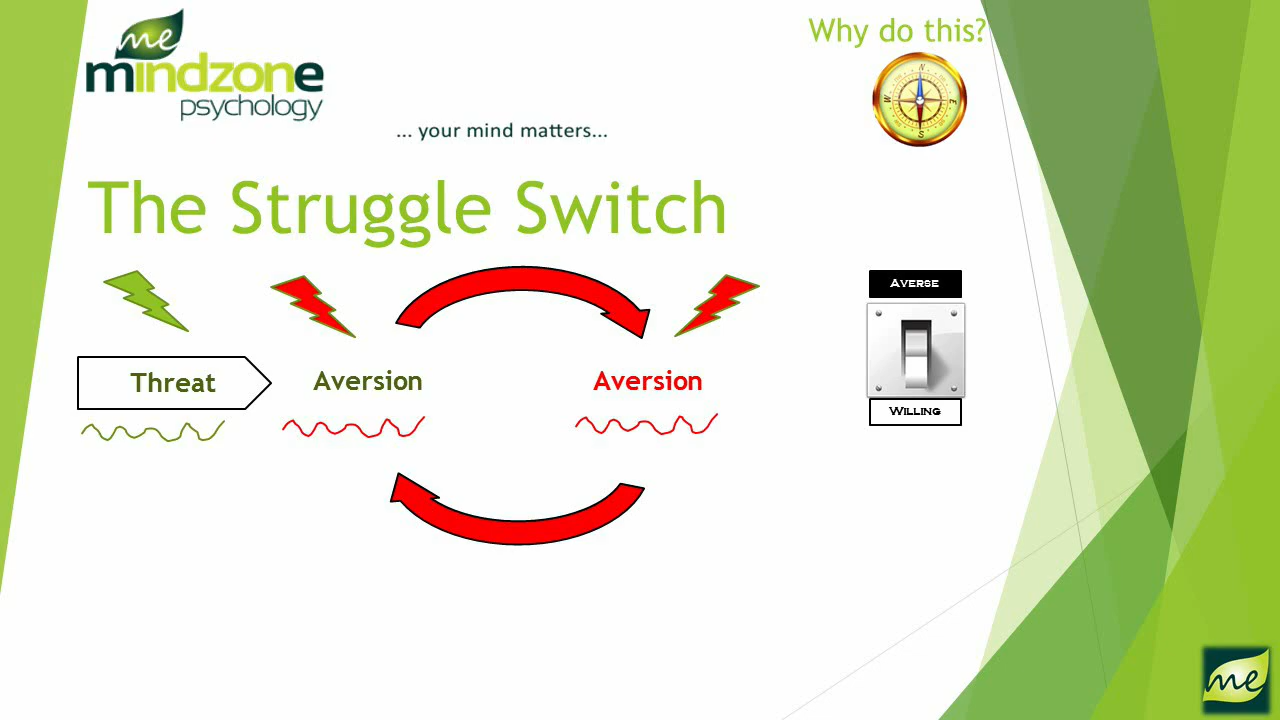 me
mindzone
psychology
... your mind matters...
Why do this?
N
W E
S
The Struggle Switch
Threat
Aversion
Aversion
AVERSE
WILLING
me